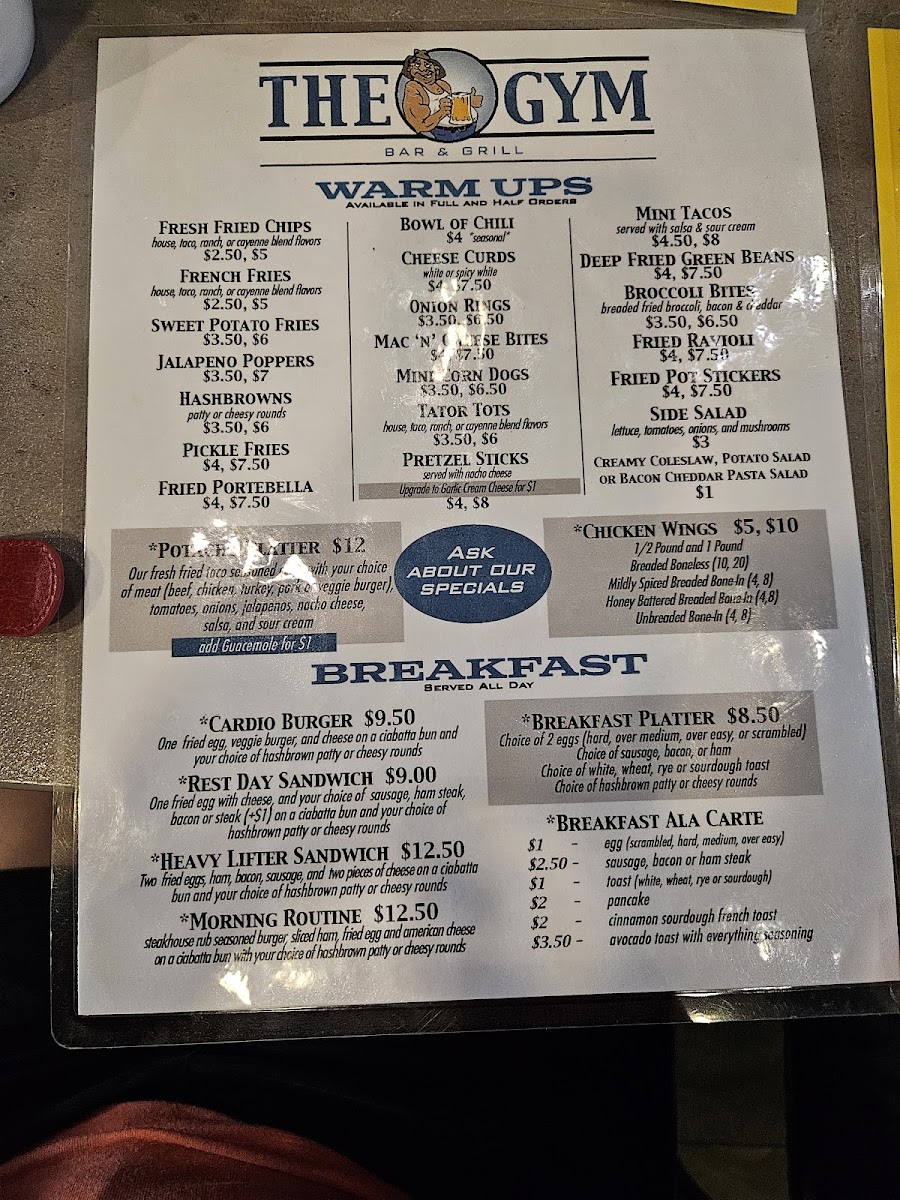 THE GYM
BAR & GRILL
WARM UPS
AVAILABLE IN FULL AND HALF ORDERS
FRESH FRIED CHIPS
house, taco, ranch, or cayenne blend flavors
$2.50, $5
FRENCH FRIES
house, taco, ranch, or cayenne blend flavors
$2.50, $5
SWEET POTATO FRIES
$3.50, $6
JALAPENO POPPERS
$3.50, $7
HASHBROWNS
patty or cheesy rounds
$3.50, $6
PICKLE FRIES
$4, $7.50
FRIED PORTEBELLA
$4, $7.50
BOWL OF CHILI
$4 "seasonal"
CHEESE CURDS
white or spicy white
$4, $7.50
ONION RINGS
$3.50, $6.50
MAC 'N' CHEESE BITES
$4, $7.50
MINI CORN DOGS
$3.50, $6.50
TATOR TOTS
house, taco, ranch, or cayenne blend flavors
$3.50, $6
PRETZEL STICKS
served with nacho cheese
Upgrade to Garlic Cream Cheese for $1
$4, $8
MINI TACOS
served with salsa & sour cream
$4.50, $8
DEEP FRIED GREEN BEANS
$4, $7.50
BROCCOLI BITES
breaded fried broccoli, bacon & cheddar
$3.50, $6.50
FRIED RAVIOLI
$4, $7.50
FRIED POT STICKERS
$4, $7.50
SIDE SALAD
lettuce, tomatoes, onions, and mushrooms
$3
CREAMY COLESLAW, POTATO SALAD
OR BACON CHEDDAR PASTA SALAD
$1
PLATTER $12
Our fresh fried taco seasoned with your choice
of meat (beef, chicken, turkey, pork or veggie burger),
tomatoes, onions, jalapenos, nacho cheese,
salsa, and sour cream
add Guacemole for $1
ASK
ABOUT OUR
SPECIALS
*CHICKEN WINGS $5, $10
1/2 Pound and 1 Pound
Breaded Boneless (10, 20)
Mildly Spiced Breaded Bone-In (4, 8)
Honey Battered Breaded Bone-In (4,8)
Unbreaded Bone-In (4, 8)
BREAKFAST
SERVED ALL DAY
*CARDIO BURGER $9.50
One fried egg, veggie burger, and cheese on a ciabatta bun and
your choice of hashbrown patty or cheesy rounds
*REST DAY SANDWICH $9.00
One fried egg with cheese, and your choice of sausage, ham steak,
bacon or steak (+$1) on a ciabatta bun and your choice of
hashbrown patty or cheesy rounds
*HEAVY LIFTER SANDWICH $12.50
Two fried eggs, ham, bacon, sausage, and two pieces of cheese on a ciabatta
bun and your choice of hashbrown patty or cheesy rounds
*MORNING ROUTINE $12.50
steakhouse rub seasoned burger, sliced ham, fried egg and american cheese
on a ciabatta bun with your choice of hashbrown patty or cheesy rounds
*BREAKFAST PLATTER $8.50
Choice of 2 eggs (hard, over medium, over easy, or scrambled)
Choice of sausage, bacon, or ham
Choice of white, wheat, rye or sourdough toast
Choice of hashbrown patty or cheesy rounds
*BREAKFAST ALA CARTE
$1 - egg (scrambled, hard, medium, over easy)
$2.50 - sausage, bacon or ham steak
$1 - toast (white, wheat, rye or sourdough)
$2 - pancake
$2 - cinnamon sourdough french toast
$3.50 - avocado toast with everything seasoning